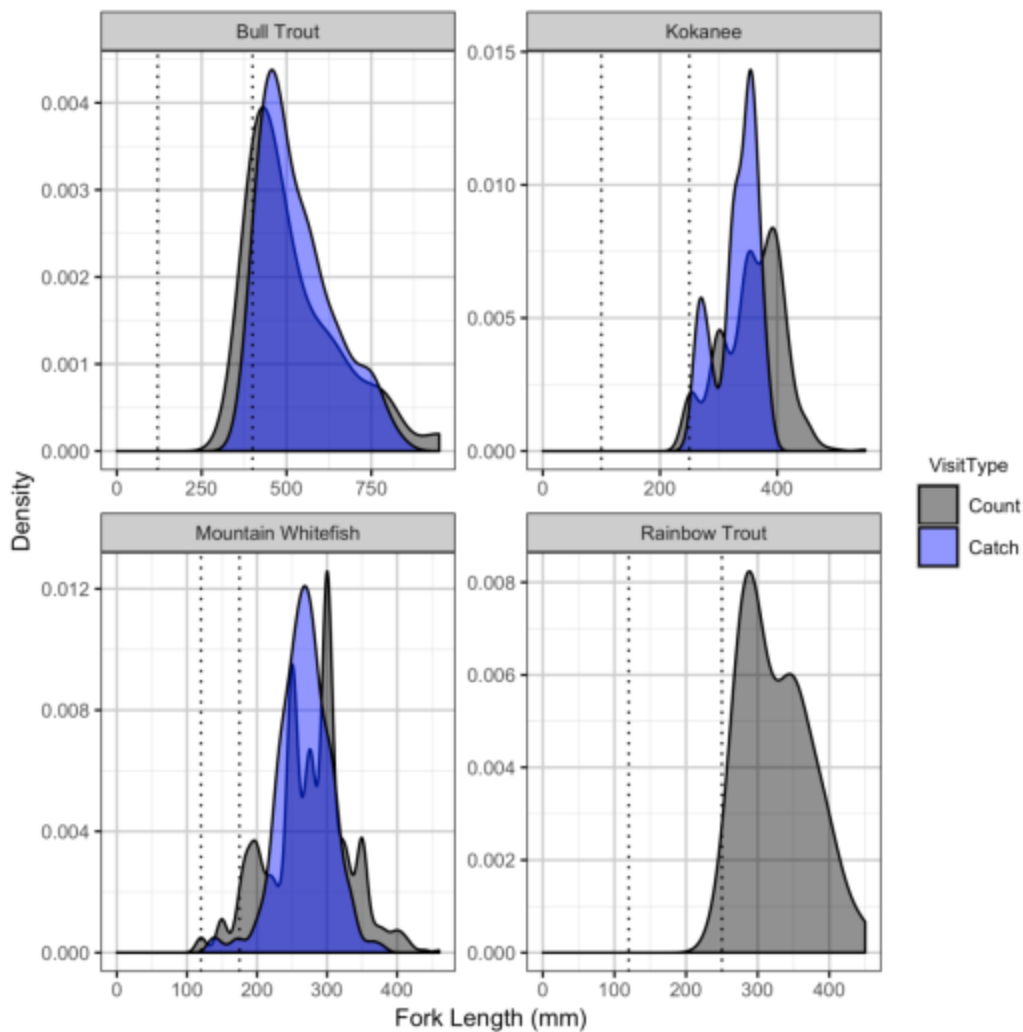 Bull Trout
Kokanee
0.004
0.003
0.002
0.001
0.000
0 250 500 750
0.015
0.010
0.005
0.000
0 200 400
Mountain Whitefish
Rainbow Trout
0.012
0.008
0.004
0.000
0 100 200 300 400
0.008
0.006
0.004
0.002
0.000
0 100 200 300 400
Density
Fork Length (mm)
VisitType
Count
Catch